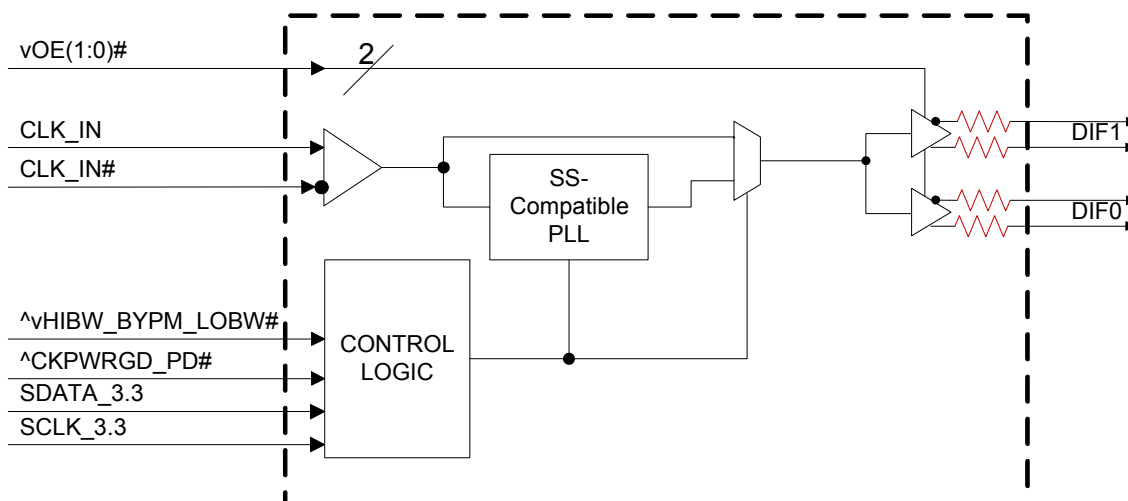 vOE(1:0)#
2
CLK_IN
CLK_IN#
DIF1
SS-
Compatible
PLL
DIF0
^vHIBW_BYPM_LOBW#
^CKPWRGD_PD#
SDATA_3.3
SCLK_3.3
CONTROL
LOGIC